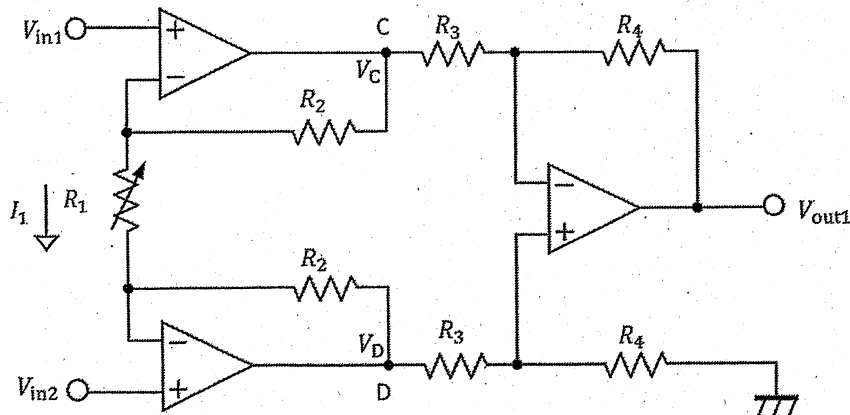 V_in1
+
−
C
V_C
R_3
R_4
R_2
I_1
R_1
−
+
V_out1
R_2
−
+
V_in2
V_D
D
R_3
R_4